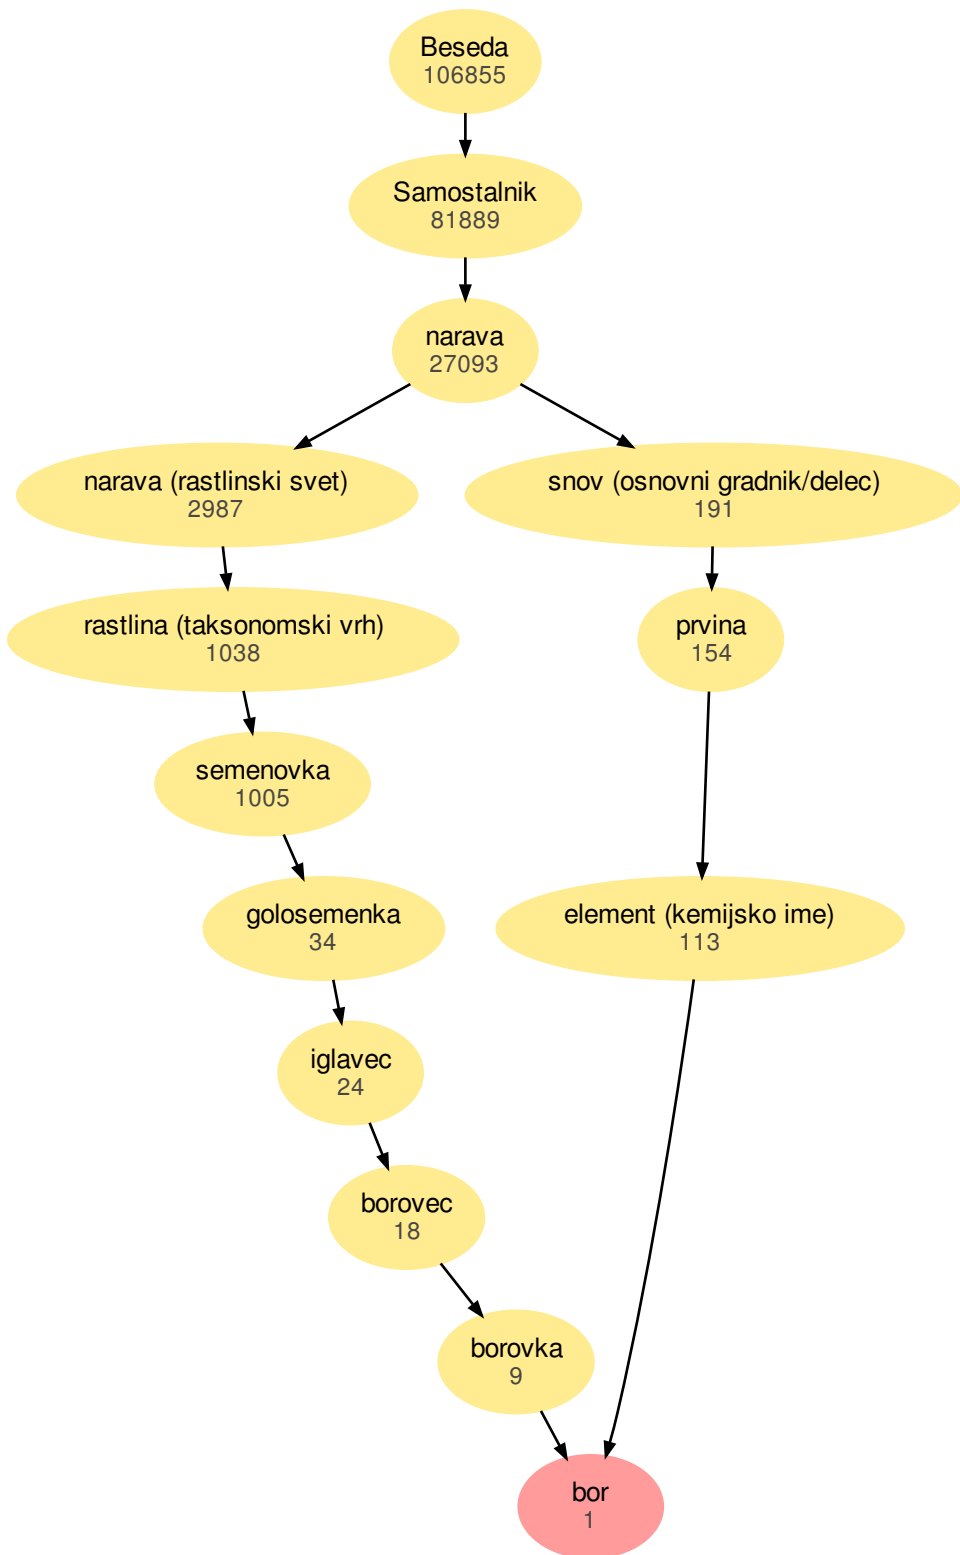 Beseda
106855
Samostalnik
81889
narava
27093
narava (rastlinski svet)
2987
snov (osnovni gradnik/delec)
191
rastlina (taksonomski vrh)
1038
prvina
154
semenovka
1005
golosemenka
34
element (kemijsko ime)
113
iglavec
24
borovec
18
borovka
9
bor
1